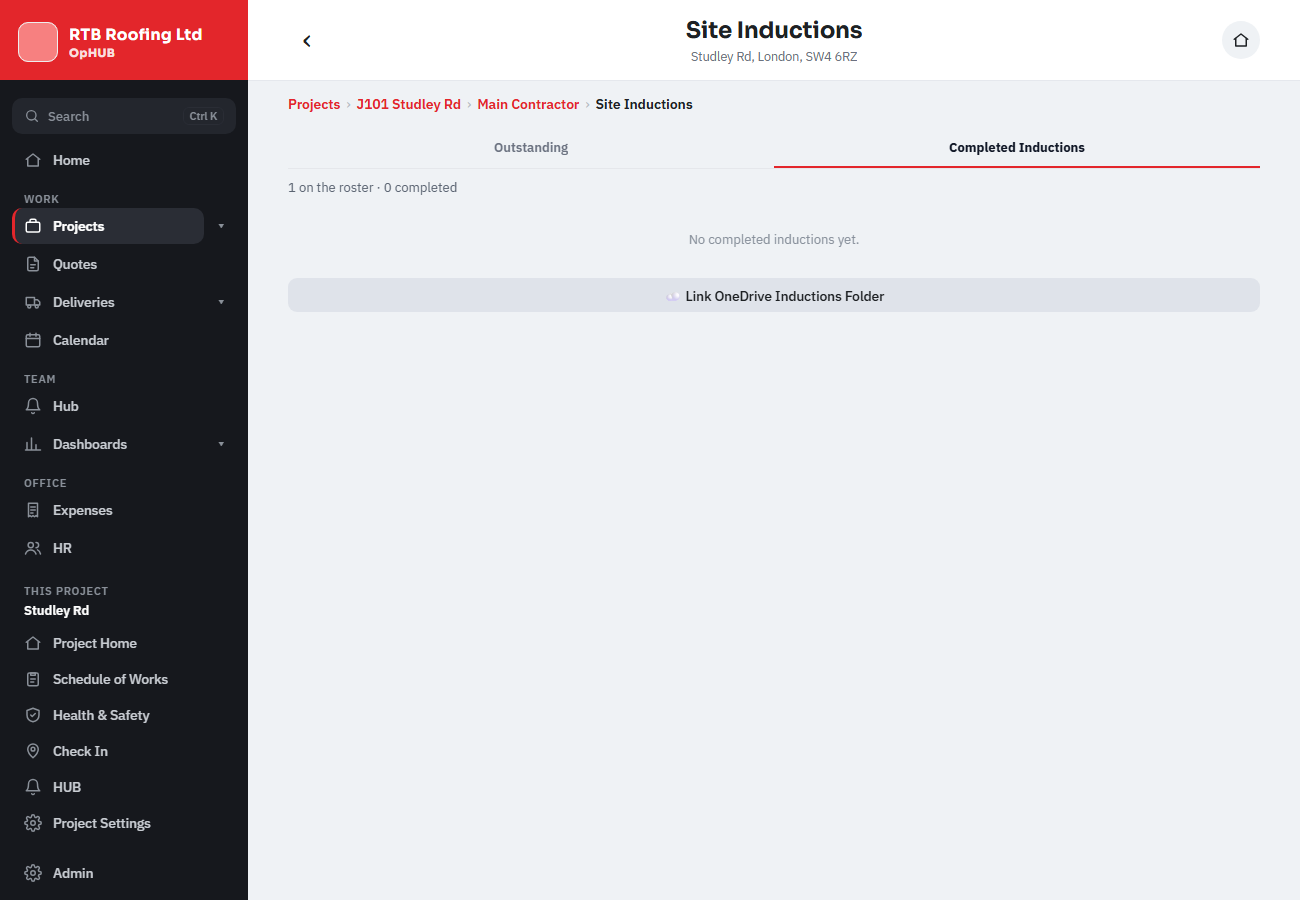 RTB Roofing Ltd
OpHUB
Search Ctrl K
Home
WORK
Projects
Quotes
Deliveries
Calendar
TEAM
Hub
Dashboards
OFFICE
Expenses
HR
THIS PROJECT
Studley Rd
Project Home
Schedule of Works
Health & Safety
Check In
HUB
Project Settings
Admin
Site Inductions
Studley Rd, London, SW4 6RZ
Projects › J101 Studley Rd › Main Contractor › Site Inductions
Outstanding Completed Inductions
1 on the roster · 0 completed
No completed inductions yet.
Link OneDrive Inductions Folder